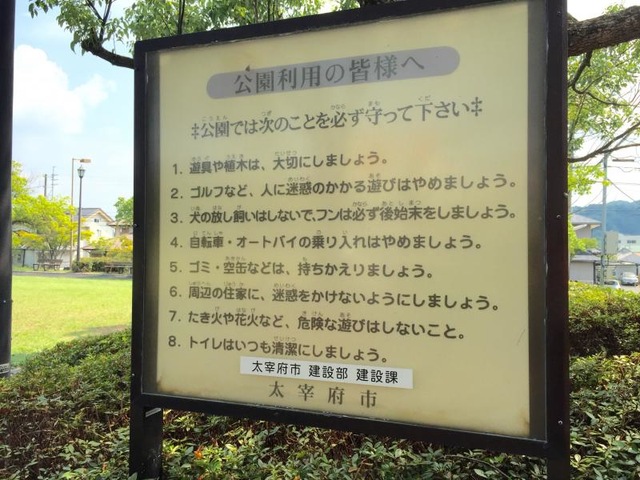 公園利用の皆様へ
‡公園では次のことを必ず守って下さい‡
1. 遊具や植木は、大切にしましょう。
2. ゴルフなど、人に迷惑のかかる遊びはやめましょう。
3. 犬の放し飼いはしないで、フンは必ず後始末をしましょう。
4. 自転車・オートバイの乗り入れはやめましょう。
5. ゴミ・空缶などは、持ちかえりましょう。
6. 周辺の住家に、迷惑をかけないようにしましょう。
7. たき火や花火など、危険な遊びはしないこと。
8. トイレはいつも清潔にしましょう。
太宰府市 建設部 建設課
太宰府市